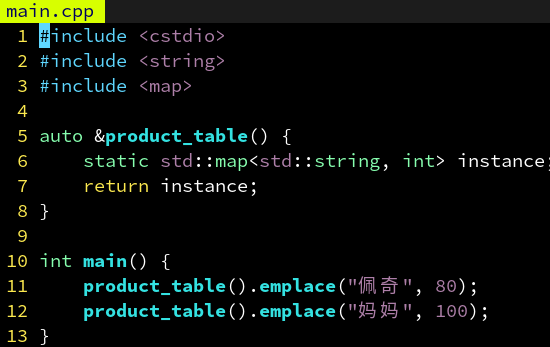 main.cpp
1 #include <cstdio>
2 #include <string>
3 #include <map>
4
5 auto &product_table() {
6     static std::map<std::string, int> instance;
7     return instance;
8 }
9
10 int main() {
11     product_table().emplace("佩奇", 80);
12     product_table().emplace("妈妈", 100);
13 }